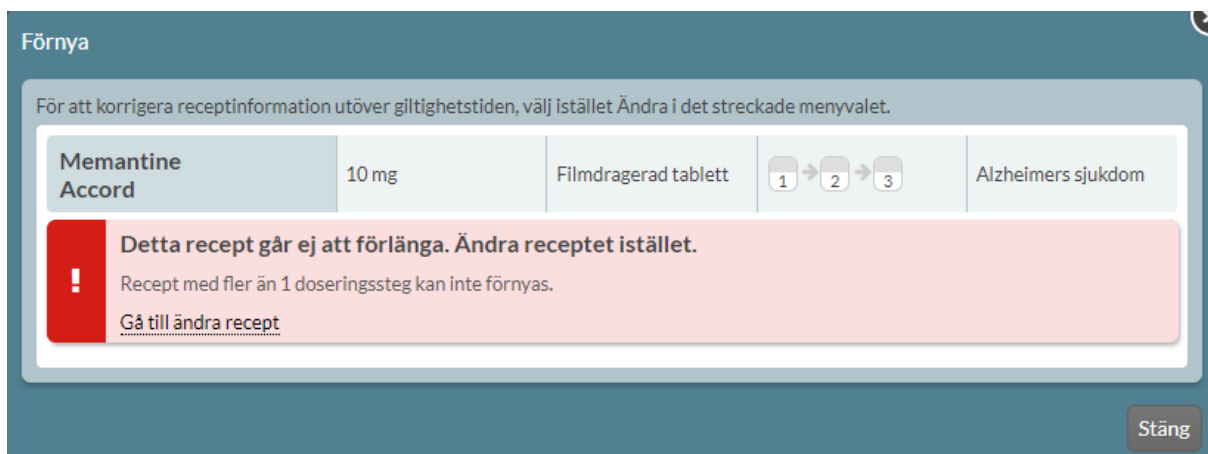 Förnya
För att korrigera receptinformation utöver giltighetstiden, välj istället Ändra i det streckade menyvalet.
Memantine
Accord
10 mg
Filmdragerad tablett
1 2 3
Alzheimers sjukdom
Detta recept går ej att förlänga. Ändra receptet istället.
! Recept med fler än 1 doseringssteg kan inte förnyas.
Gå till ändra recept
Stäng